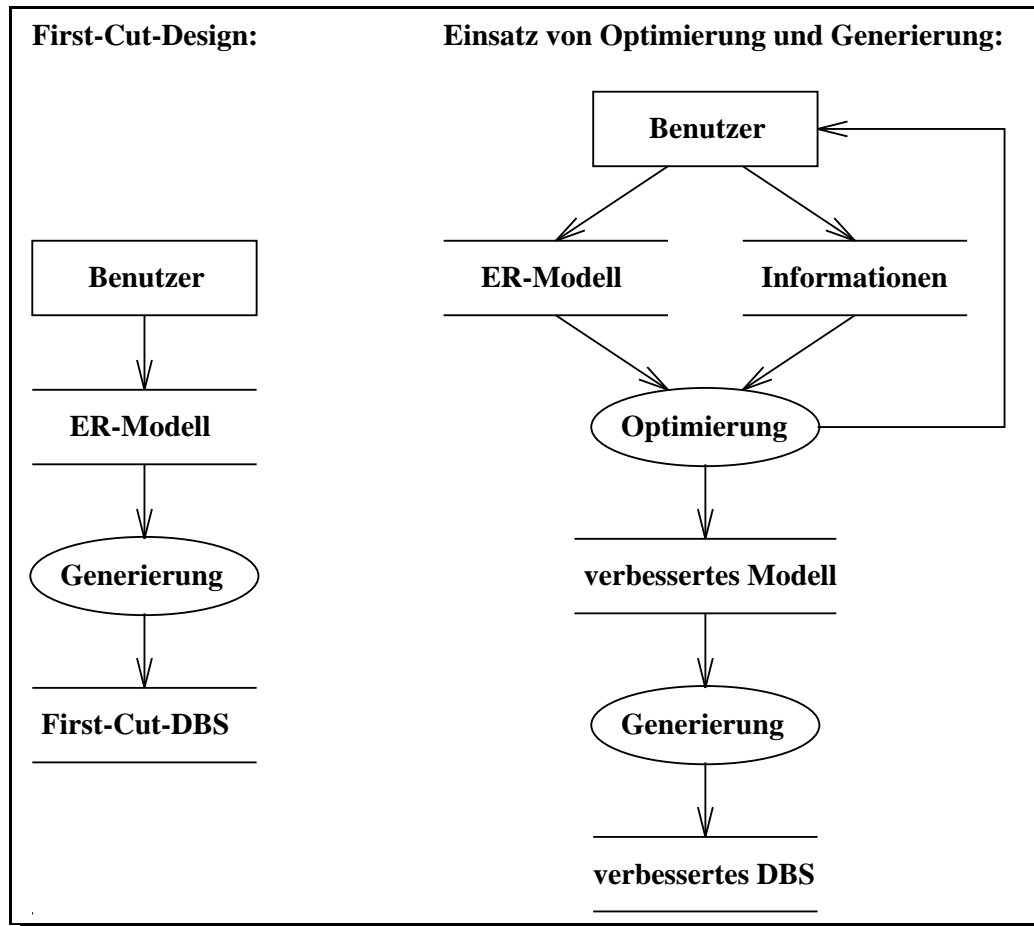 First-Cut-Design:
Benutzer
ER-Modell
Generierung
First-Cut-DBS
Einsatz von Optimierung und Generierung:
Benutzer
ER-Modell
Informationen
Optimierung
verbessertes Modell
Generierung
verbessertes DBS